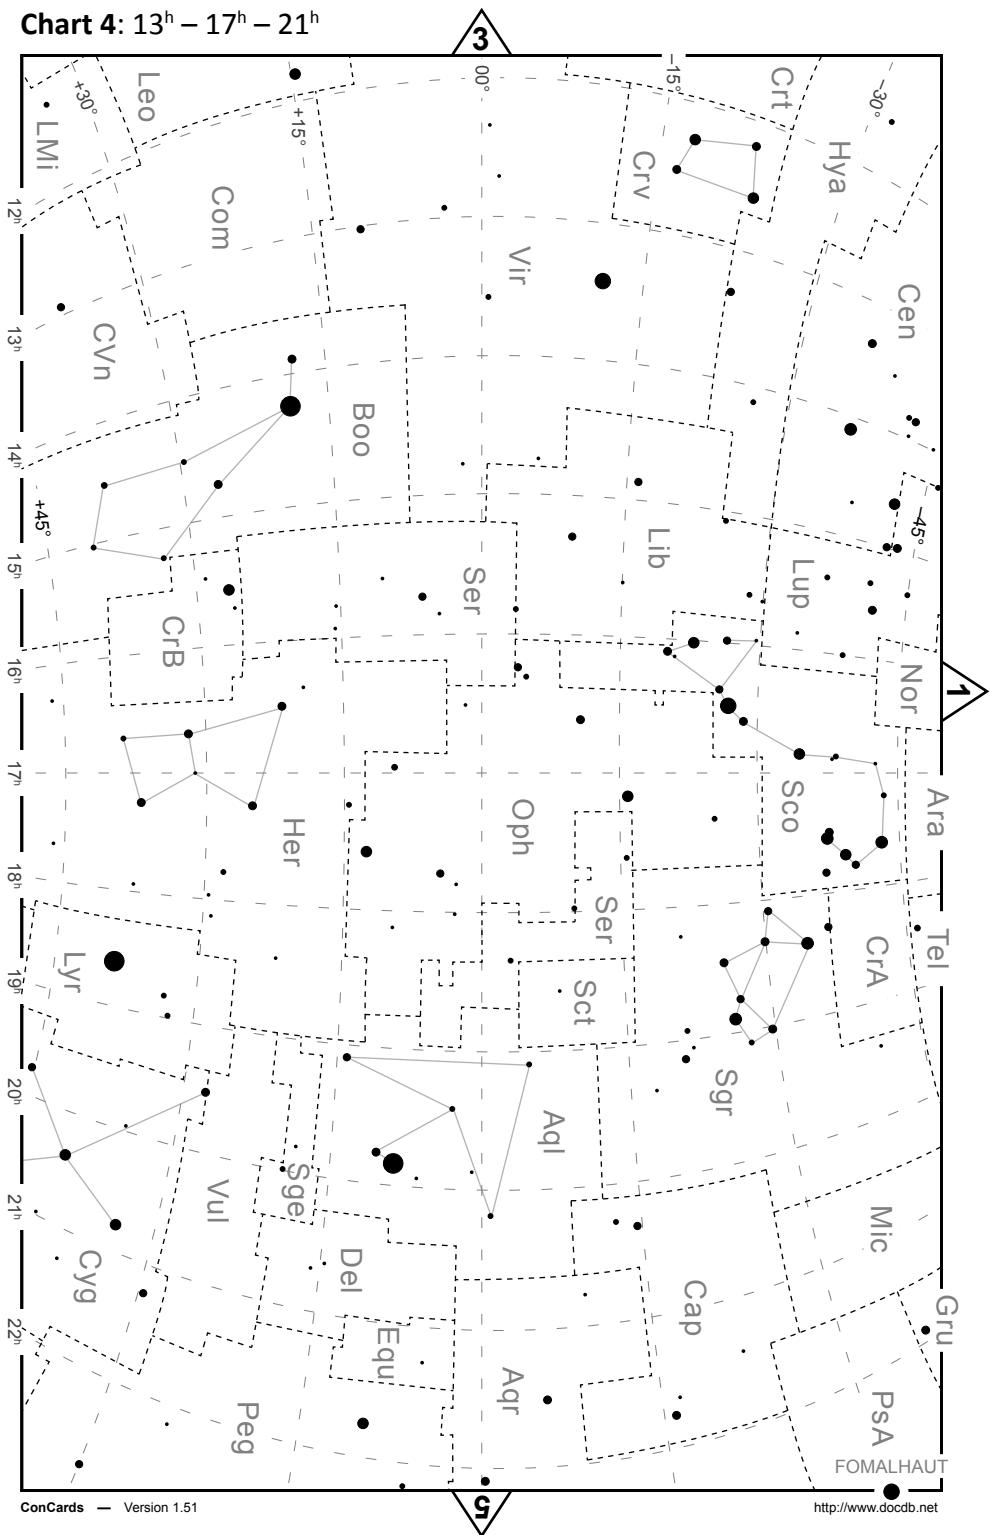 Chart 4: 13h – 17h – 21h
3
Leo
+30°
LMi
+15°
00°
−15°
Crt
−30°
Hya
Crv
Com
12h
Vir
Cen
CVn
13h
Boo
14h
+45°
−45°
15h
Lib
Lup
Ser
CrB
16h
Nor
1
17h
Her
Oph
Sco
Ara
18h
Ser
Tel
CrA
Lyr
19h
Sct
Sgr
20h
Aql
Sge
Vul
21h
Mic
Cyg
Del
Cap
Gru
22h
Equ
Aqr
PsA
Peg
FOMALHAUT
5
ConCards — Version 1.51
http://www.docdb.net